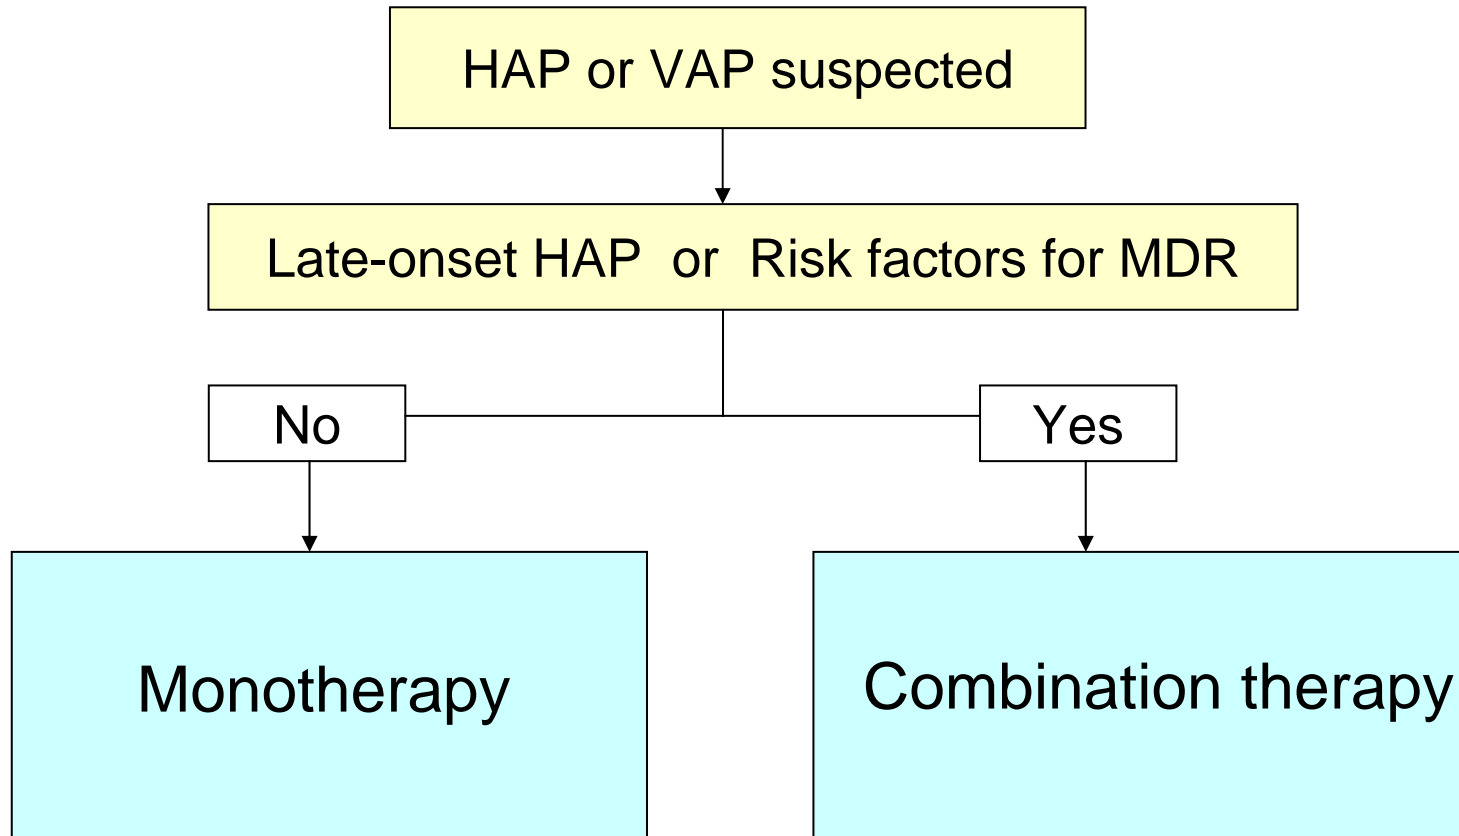 HAP or VAP suspected
Late-onset HAP or Risk factors for MDR
No
Yes
Monotherapy
Combination therapy